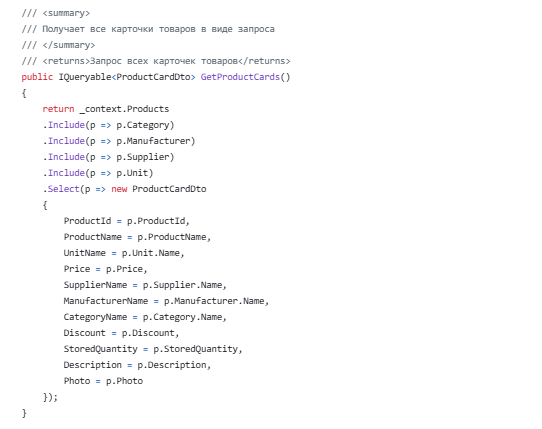 /// <summary>
/// Получает все карточки товаров в виде запроса
/// </summary>
/// <returns>Запрос всех карточек товаров</returns>
public IQueryable<ProductCardDto> GetProductCards()
{
    return _context.Products
    .Include(p => p.Category)
    .Include(p => p.Manufacturer)
    .Include(p => p.Supplier)
    .Include(p => p.Unit)
    .Select(p => new ProductCardDto
    {
        ProductId = p.ProductId,
        ProductName = p.ProductName,
        UnitName = p.Unit.Name,
        Price = p.Price,
        SupplierName = p.Supplier.Name,
        ManufacturerName = p.Manufacturer.Name,
        CategoryName = p.Category.Name,
        Discount = p.Discount,
        StoredQuantity = p.StoredQuantity,
        Description = p.Description,
        Photo = p.Photo
    });
}